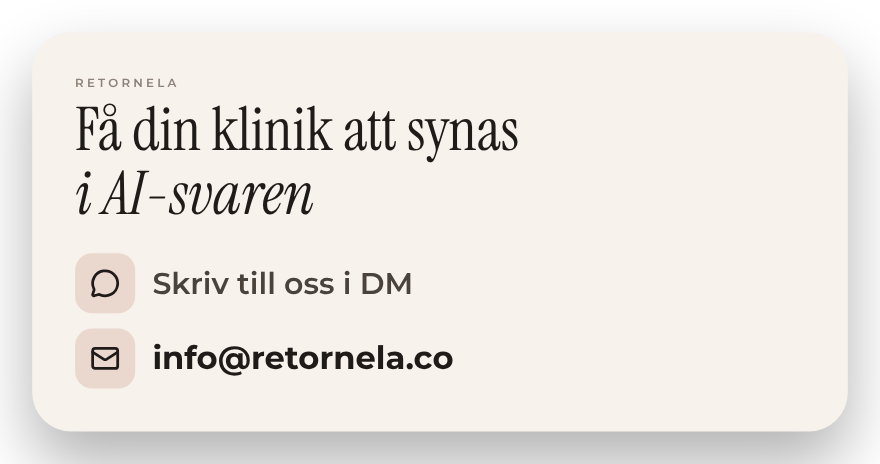 RETORNELA
Få din klinik att synas
i AI-svaren
Skriv till oss i DM
info@retornela.co